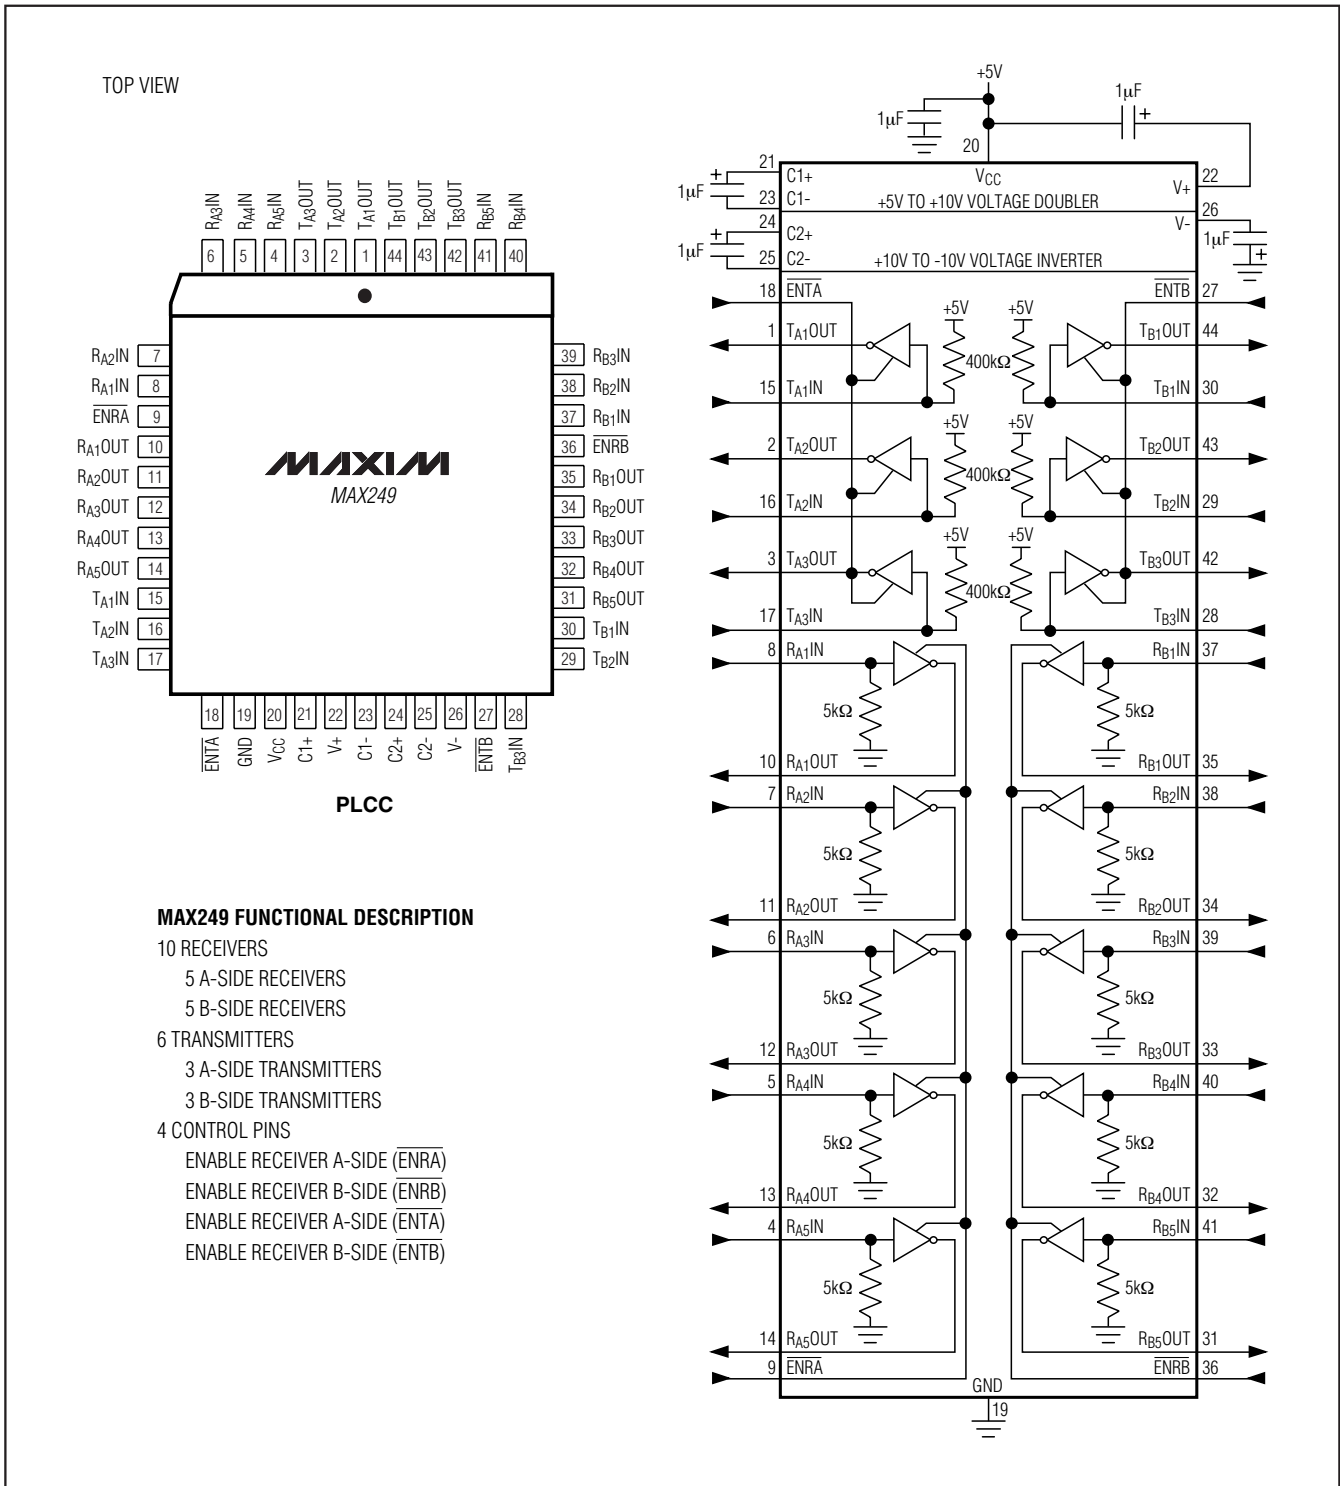 TOP VIEW
RA3IN
RA4IN
RA5IN
TA3OUT
TA2OUT
TA1OUT
TB1OUT
TB2OUT
TB3OUT
RB5IN
RB4IN
6 5 4 3 2 1 44 43 42 41 40
RA2IN 7
RA1IN 8
ENRA 9
RA1OUT 10
RA2OUT 11
RA3OUT 12
RA4OUT 13
RA5OUT 14
TA1IN 15
TA2IN 16
TA3IN 17
MAXIM
MAX249
39 RB3IN
38 RB2IN
37 RB1IN
36 ENRB
35 RB1OUT
34 RB2OUT
33 RB3OUT
32 RB4OUT
31 RB5OUT
30 TB1IN
29 TB2IN
18 19 20 21 22 23 24 25 26 27 28
ENTA
GND
VCC
C1+
V+
C1-
C2+
C2-
V-
ENTB
TB3IN
PLCC
MAX249 FUNCTIONAL DESCRIPTION
10 RECEIVERS
5 A-SIDE RECEIVERS
5 B-SIDE RECEIVERS
6 TRANSMITTERS
3 A-SIDE TRANSMITTERS
3 B-SIDE TRANSMITTERS
4 CONTROL PINS
ENABLE RECEIVER A-SIDE (ENRA)
ENABLE RECEIVER B-SIDE (ENRB)
ENABLE RECEIVER A-SIDE (ENTA)
ENABLE RECEIVER B-SIDE (ENTB)
+5V
1µF
1µF +
20
21 C1+ VCC V+ 22
+ 1µF
23 C1- +5V TO +10V VOLTAGE DOUBLER
V- 26
24 C2+
+ 1µF
1µF +
25 C2- +10V TO -10V VOLTAGE INVERTER
18 ENTA ENTB 27
+5V +5V
1 TA1OUT TB1OUT 44
400kΩ
15 TA1IN TB1IN 30
+5V +5V
2 TA2OUT TB2OUT 43
400kΩ
16 TA2IN TB2IN 29
+5V +5V
3 TA3OUT TB3OUT 42
400kΩ
17 TA3IN TB3IN 28
8 RA1IN RB1IN 37
5kΩ 5kΩ
10 RA1OUT RB1OUT 35
7 RA2IN RB2IN 38
5kΩ 5kΩ
11 RA2OUT RB2OUT 34
6 RA3IN RB3IN 39
5kΩ 5kΩ
12 RA3OUT RB3OUT 33
5 RA4IN RB4IN 40
5kΩ 5kΩ
13 RA4OUT RB4OUT 32
4 RA5IN RB5IN 41
5kΩ 5kΩ
14 RA5OUT RB5OUT 31
9 ENRA ENRB 36
GND
19